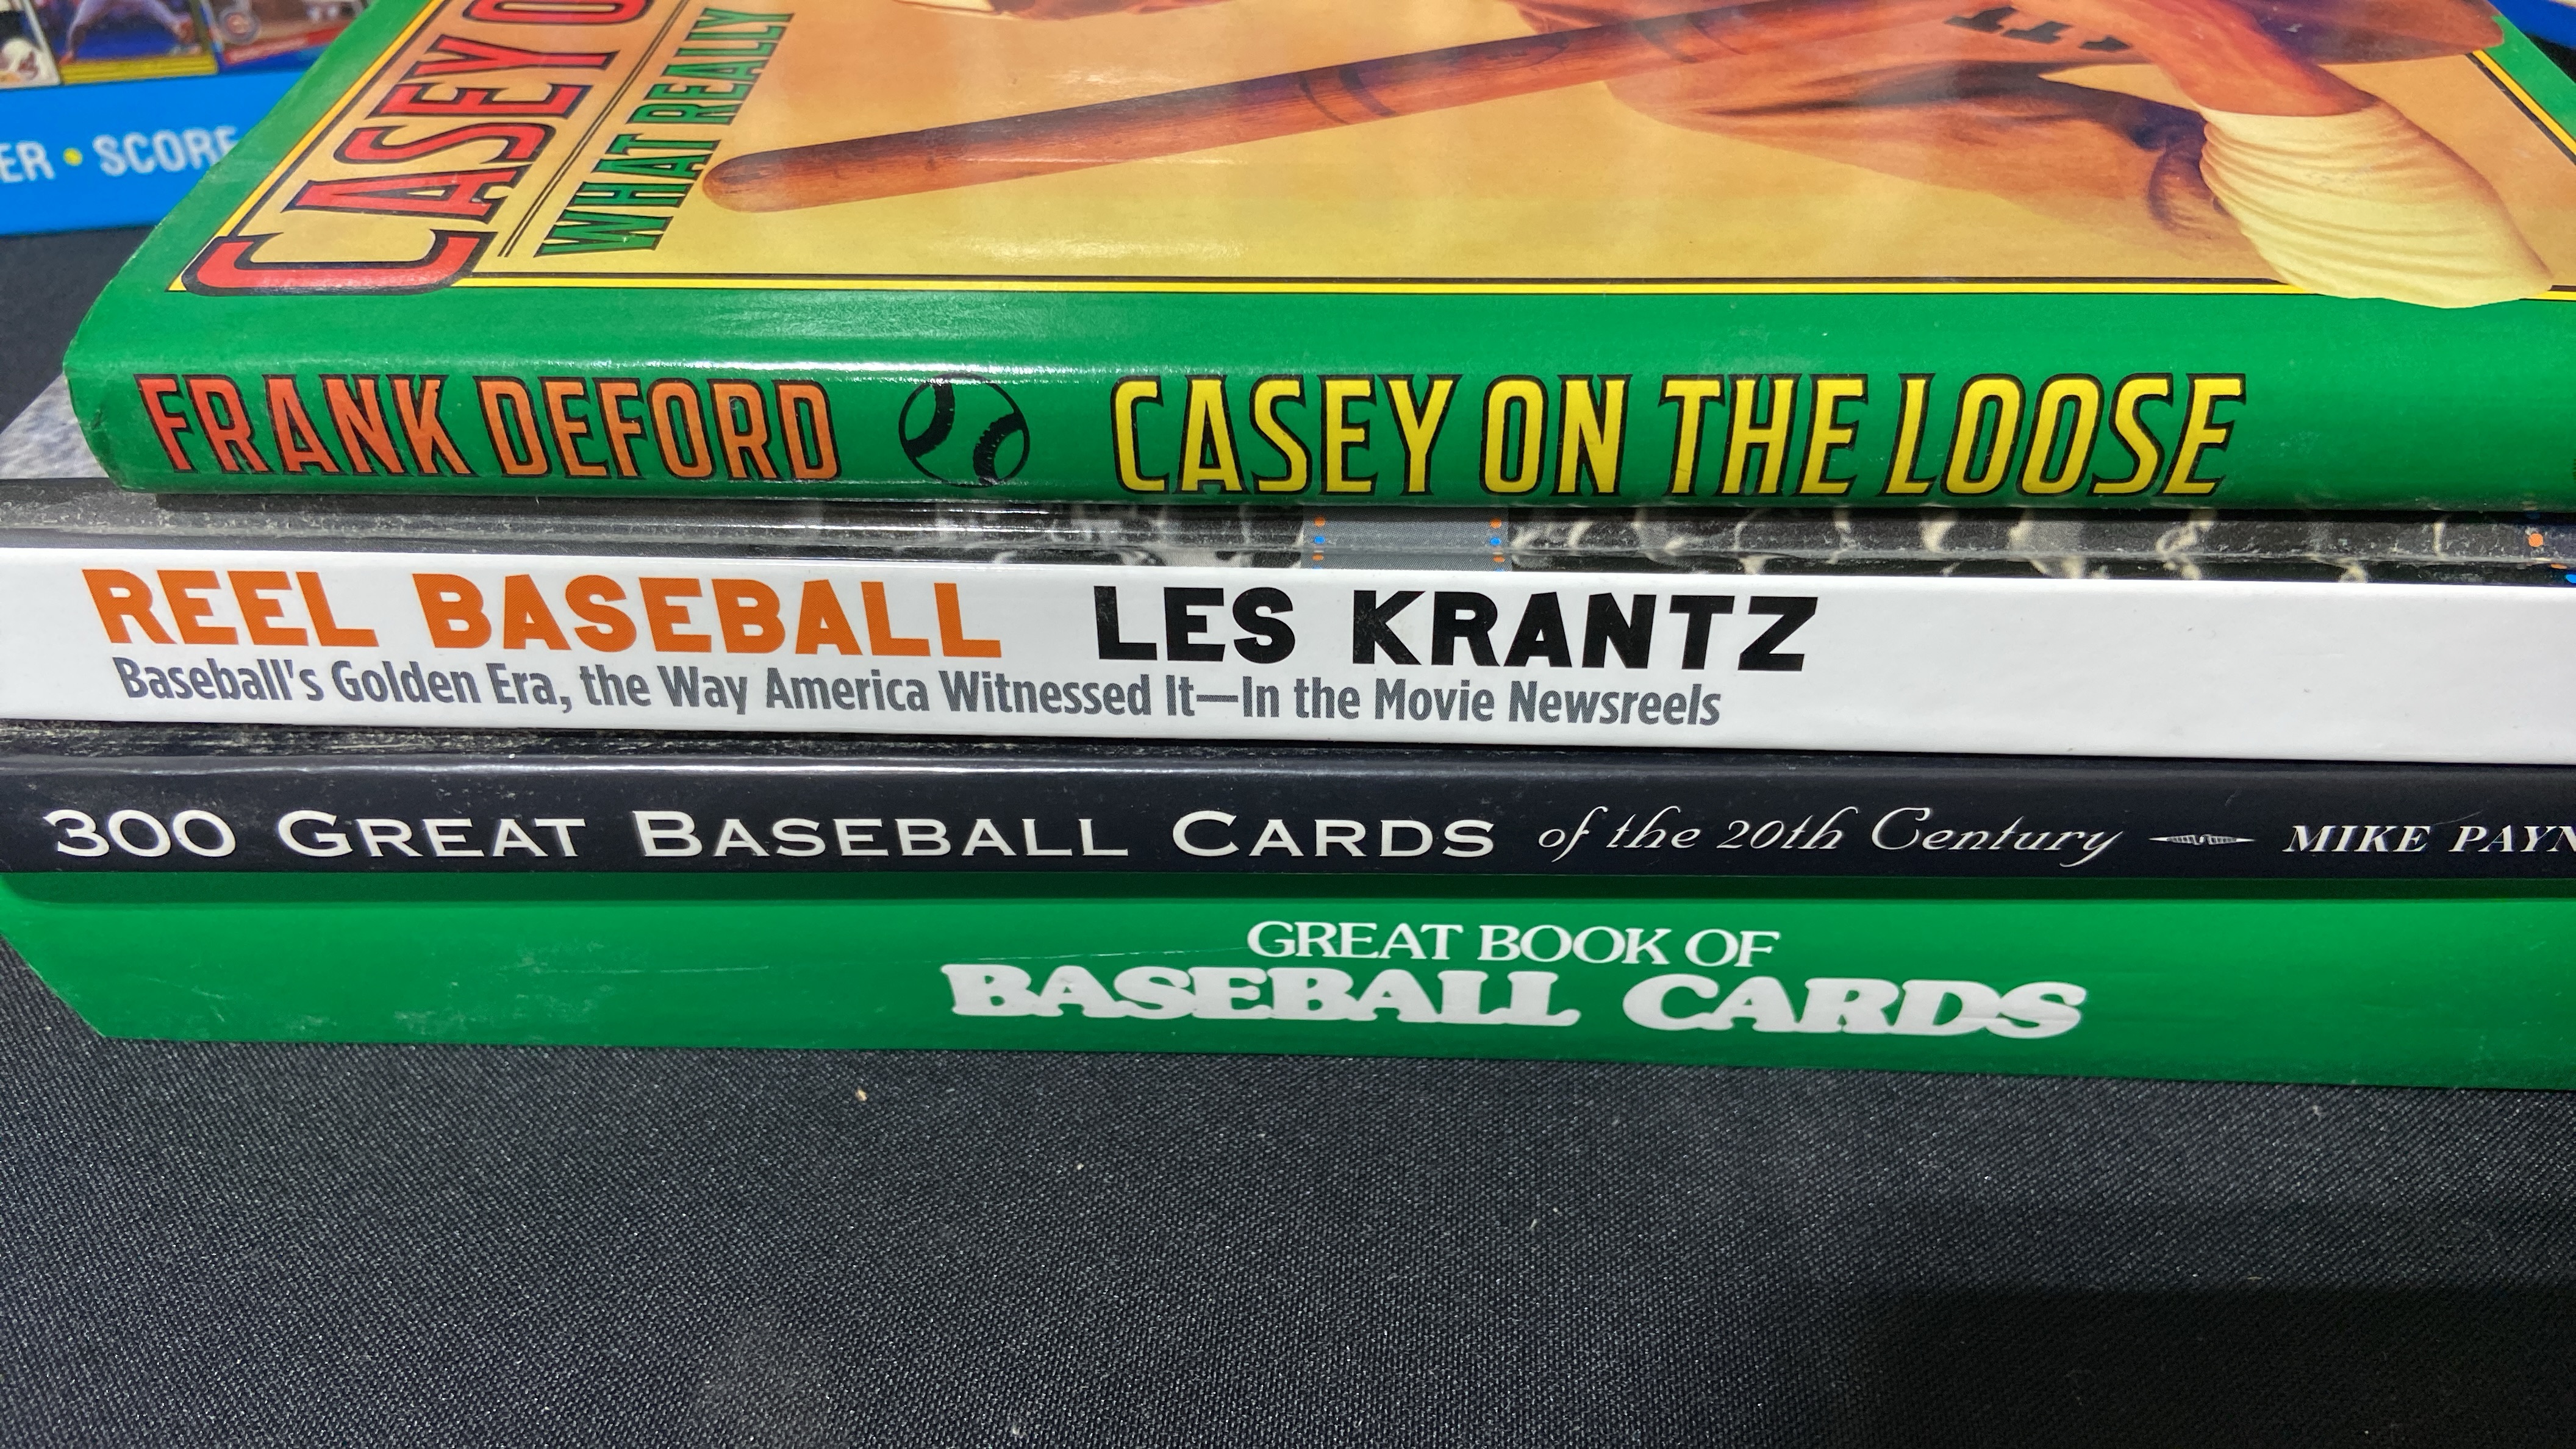 ER • SCORE
CASEY O
WHAT REALLY
FRANK DEFORD CASEY ON THE LOOSE
REEL BASEBALL LES KRANTZ
Baseball's Golden Era, the Way America Witnessed It—In the Movie Newsreels
300 GREAT BASEBALL CARDS of the 20th Century MIKE PAYN
GREAT BOOK OF
BASEBALL CARDS